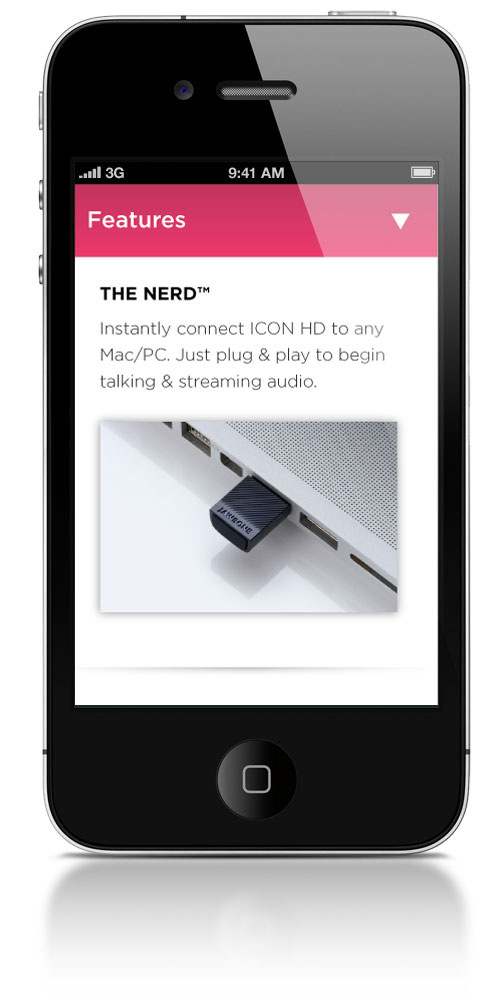 3G 9:41 AM
Features
THE NERD™
Instantly connect ICON HD to any
Mac/PC. Just plug & play to begin
talking & streaming audio.
JAWBONE